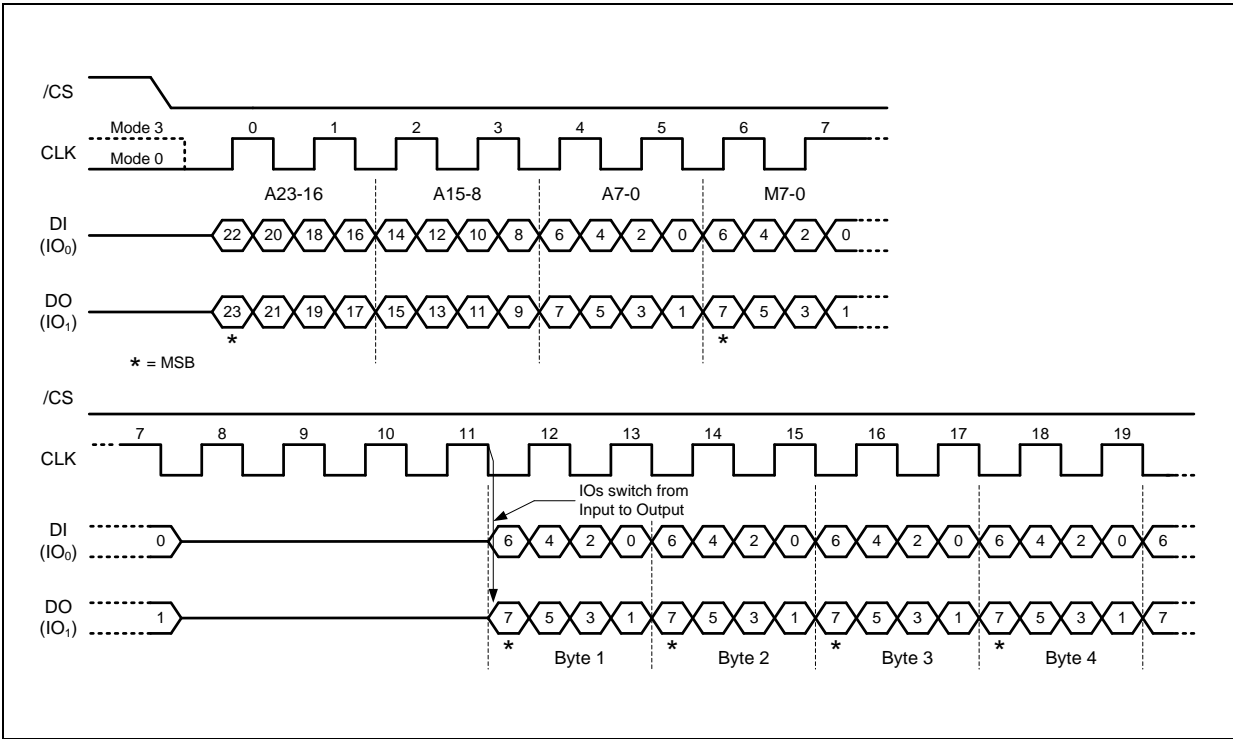 /CS
Mode 3
0 1 2 3 4 5 6 7
CLK
Mode 0
A23-16 A15-8 A7-0 M7-0
DI
(IO0)
22 20 18 16 14 12 10 8 6 4 2 0 6 4 2 0
DO
(IO1)
23 21 19 17 15 13 11 9 7 5 3 1 7 5 3 1
* *
* = MSB
/CS
7 8 9 10 11 12 13 14 15 16 17 18 19
CLK
IOs switch from
Input to Output
DI
(IO0)
0 6 4 2 0 6 4 2 0 6 4 2 0 6 4 2 0 6
DO
(IO1)
1 7 5 3 1 7 5 3 1 7 5 3 1 7 5 3 1 7
* * * *
Byte 1 Byte 2 Byte 3 Byte 4